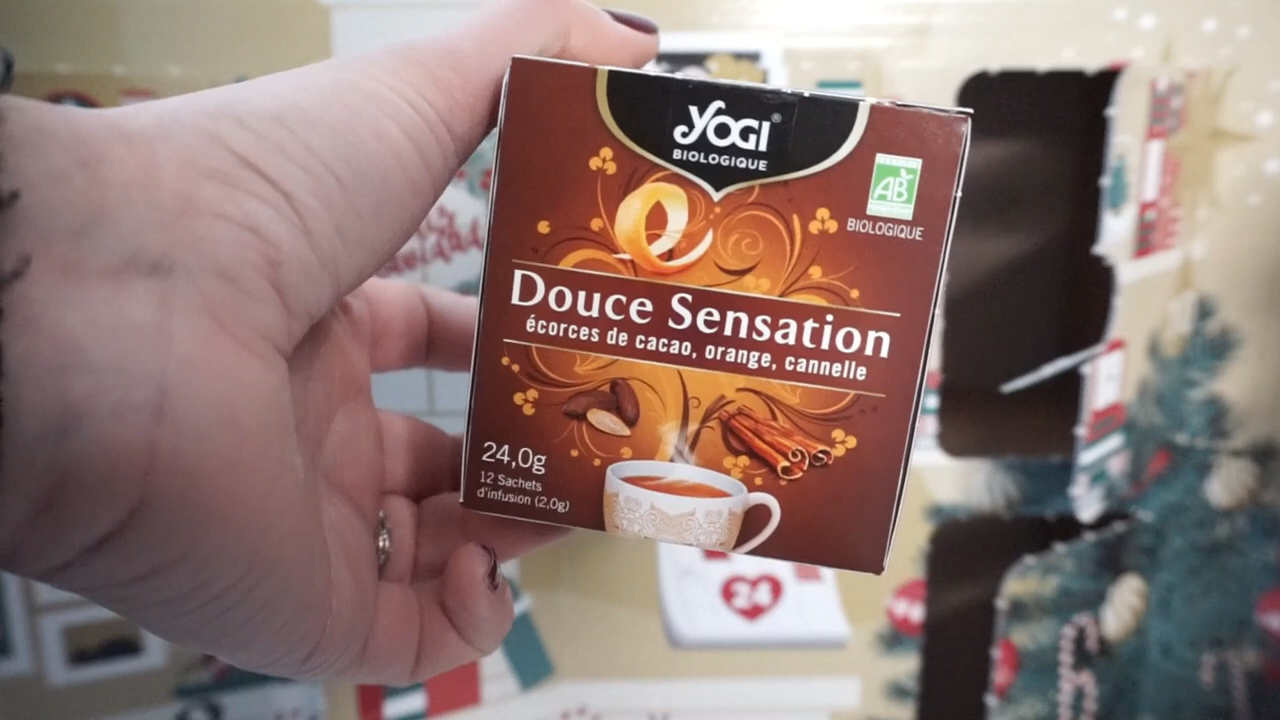 YOGI®
BIOLOGIQUE
AB
BIOLOGIQUE
Douce Sensation
écorces de cacao, orange, cannelle
24,0g
12 Sachets
d'infusion (2,0g)
24